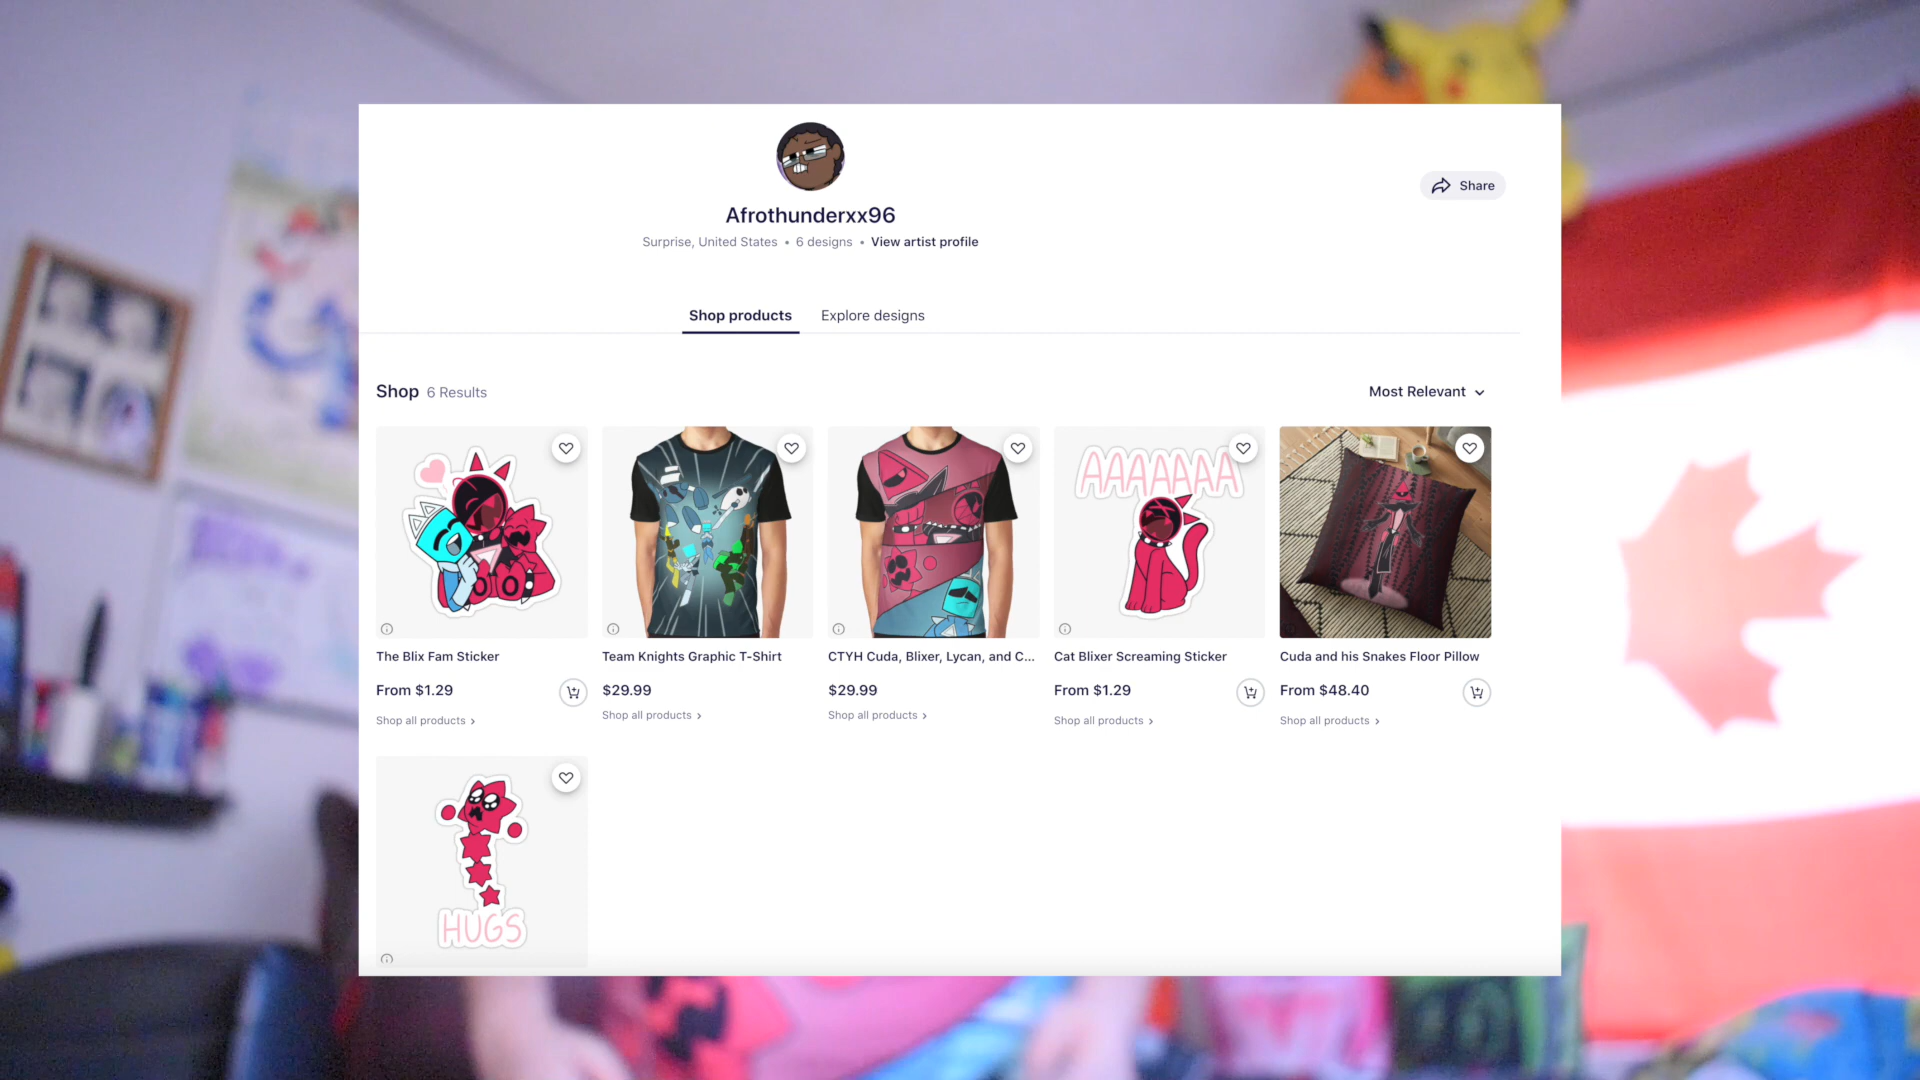 Share
Afrothunderxx96
Surprise, United States • 6 designs • View artist profile
Shop products Explore designs
Shop 6 Results
Most Relevant
AAAAAAA
The Blix Fam Sticker
Team Knights Graphic T-Shirt
CTYH Cuda, Blixer, Lycan, and C...
Cat Blixer Screaming Sticker
Cuda and his Snakes Floor Pillow
From $1.29
$29.99
$29.99
From $1.29
From $48.40
Shop all products
Shop all products
Shop all products
Shop all products
Shop all products
HUGS